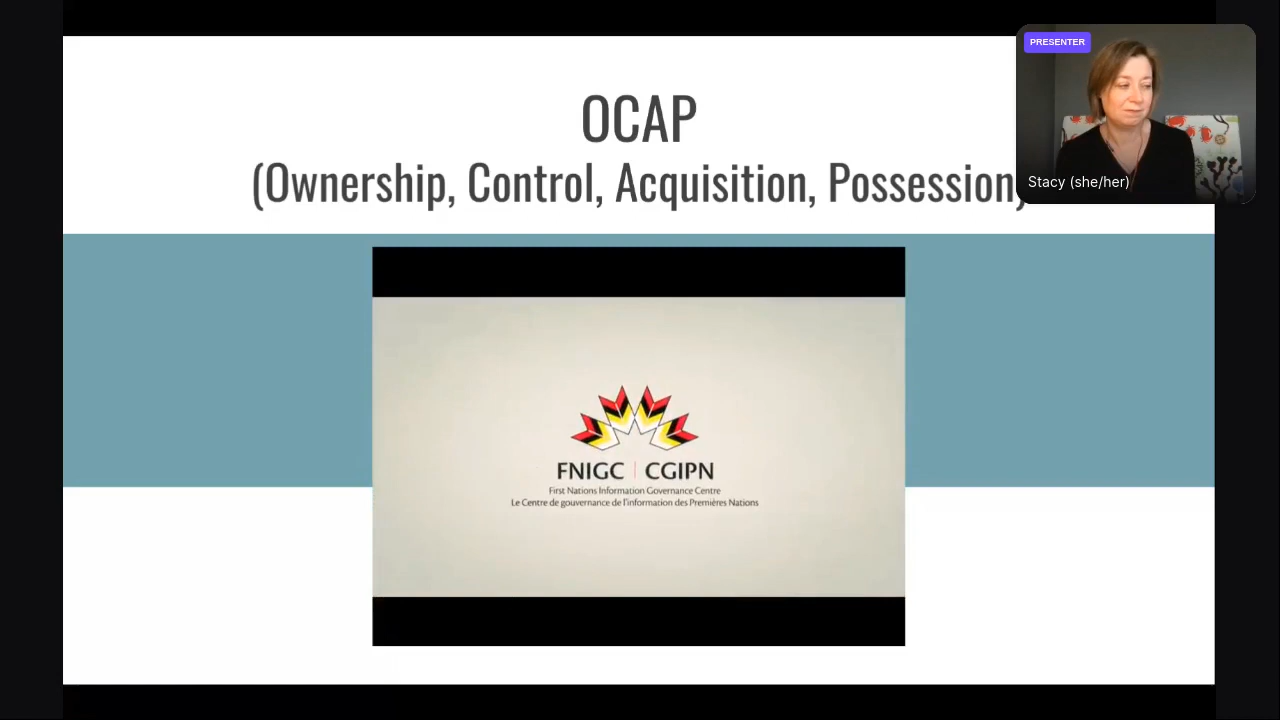 OCAP
(Ownership, Control, Acquisition, Possession)
PRESENTER
Stacy (she/her)
FNIGC | CGIPN
First Nations Information Governance Centre
Le Centre de gouvernance de l'information des Premières Nations